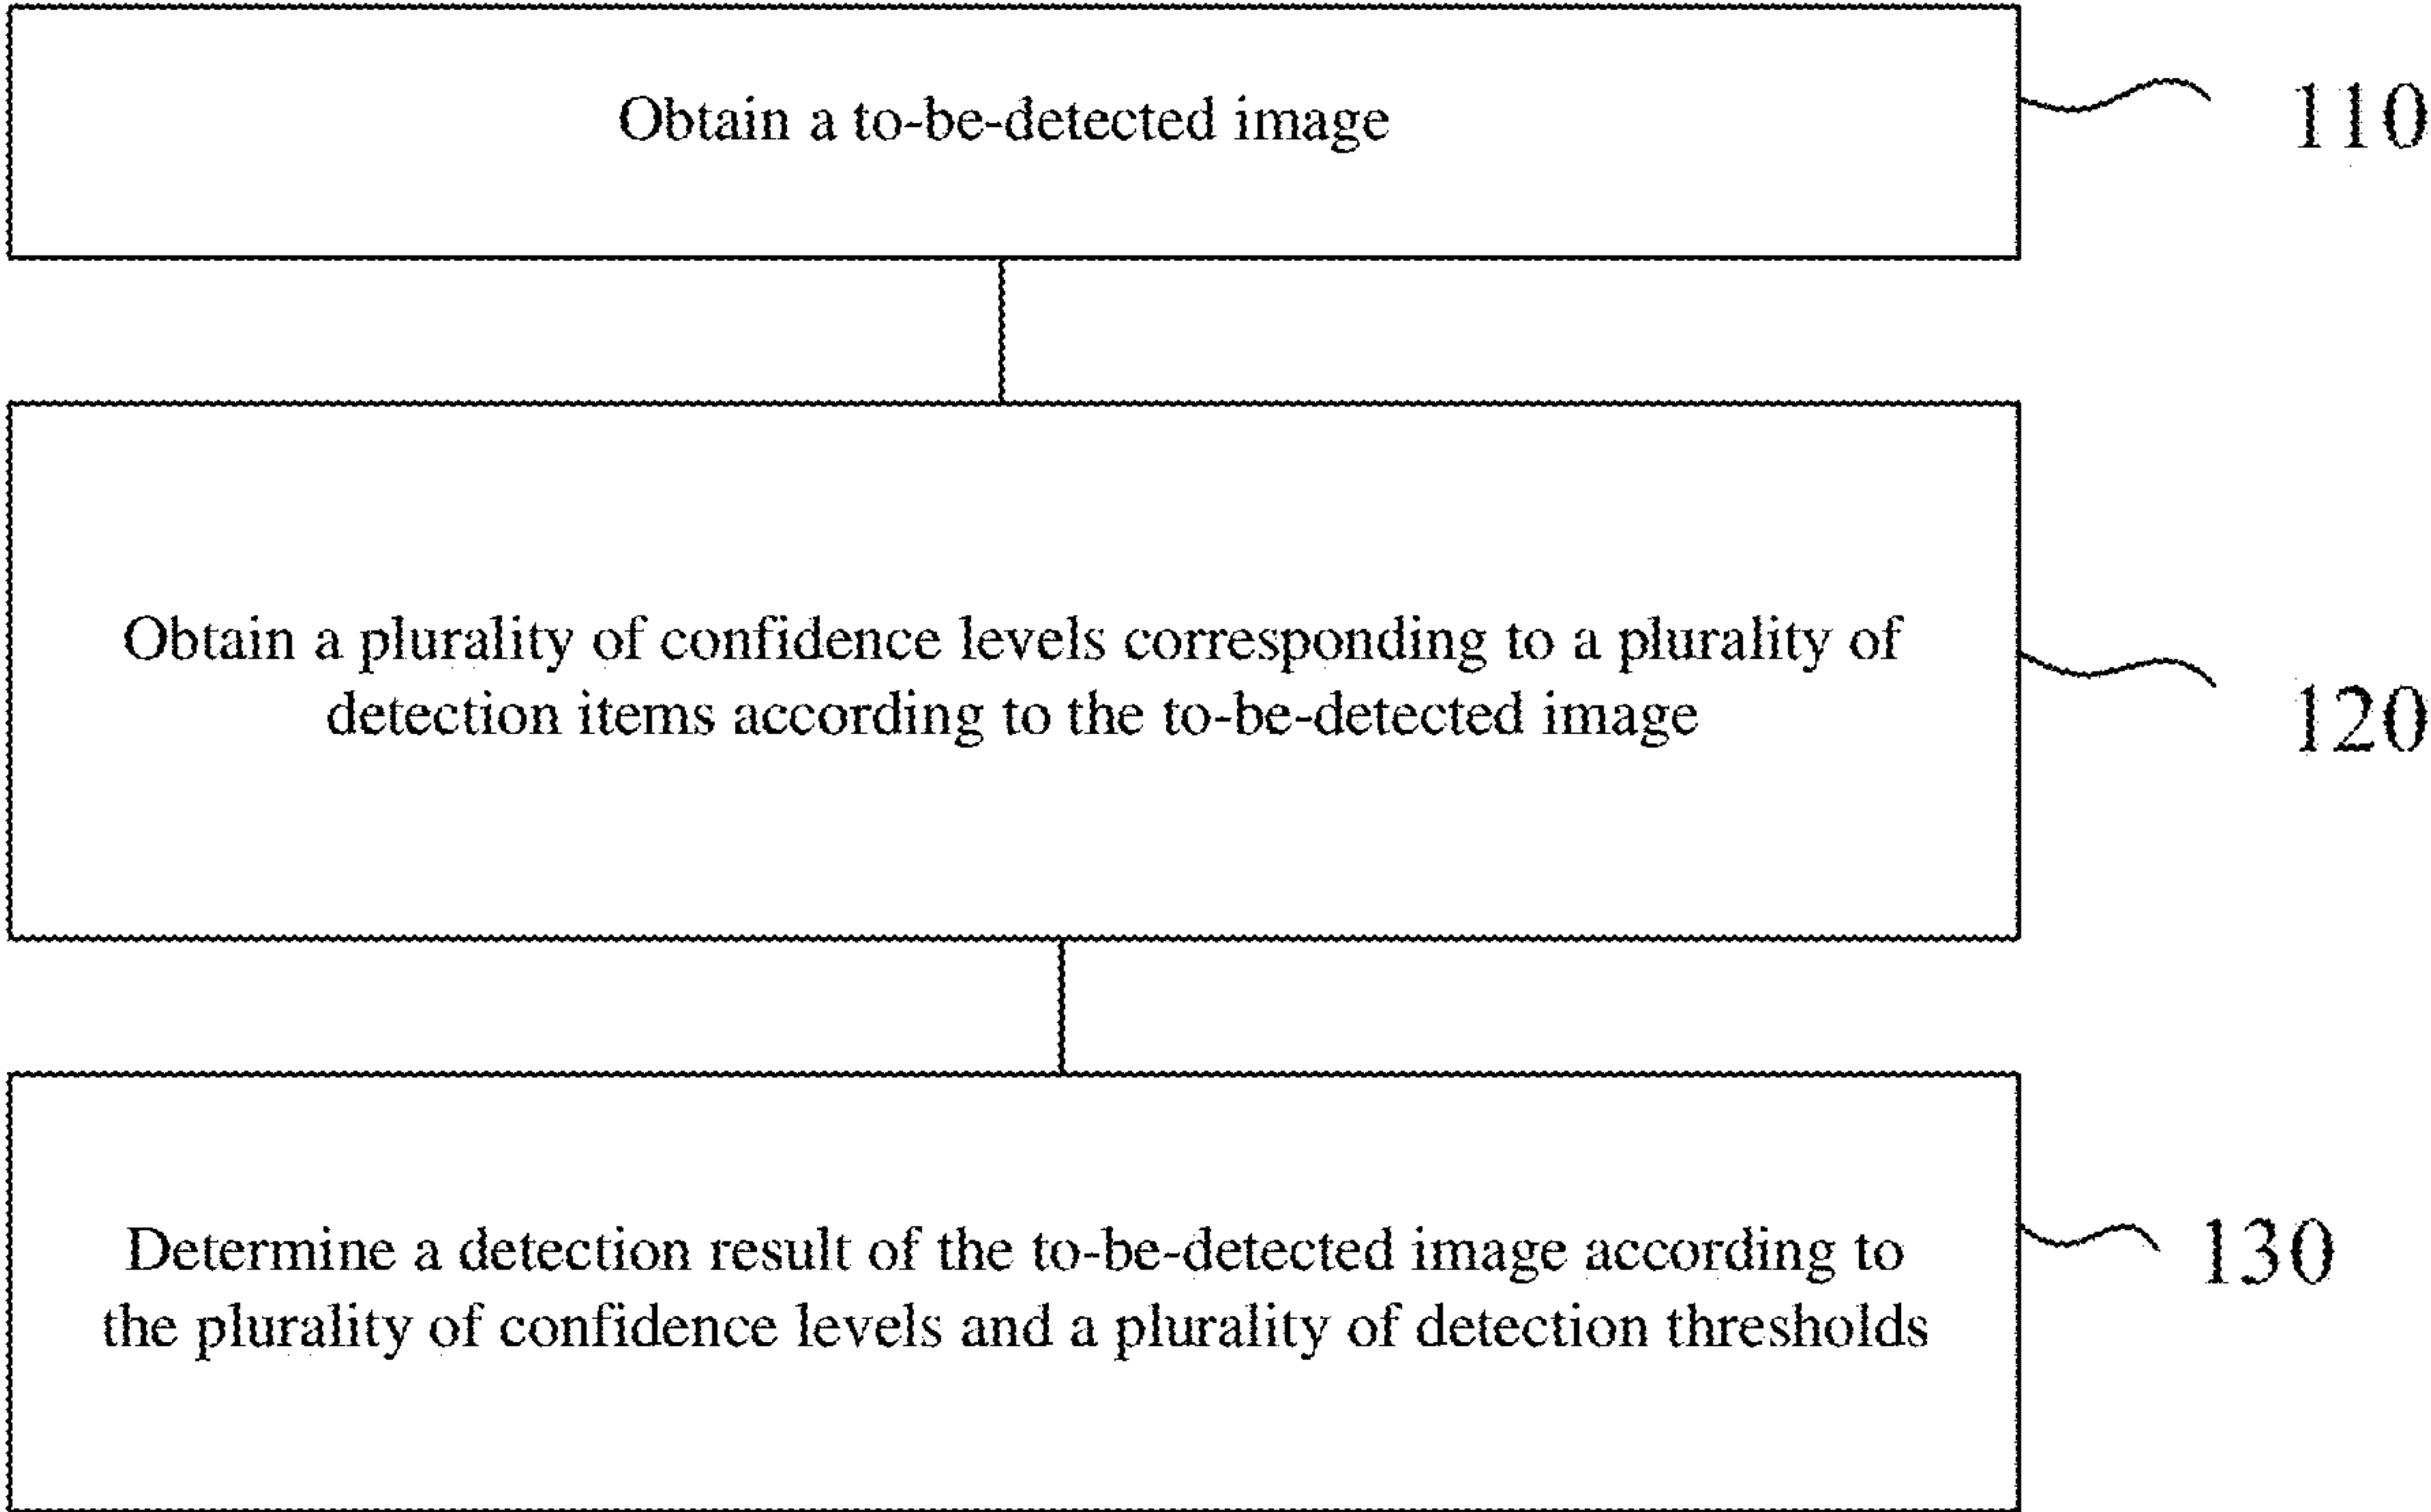 Obtain a to-be-detected image
110
Obtain a plurality of confidence levels corresponding to a plurality of
detection items according to the to-be-detected image
120
Determine a detection result of the to-be-detected image according to
the plurality of confidence levels and a plurality of detection thresholds
130